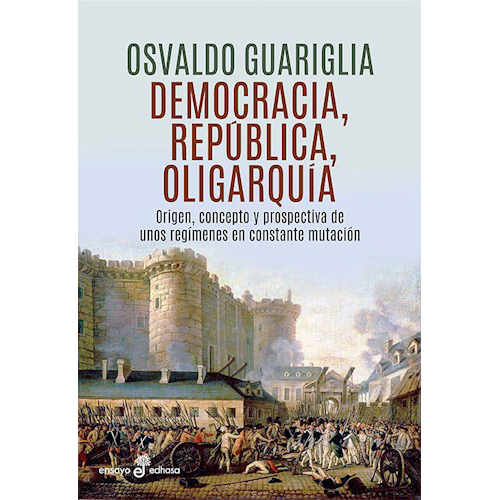 OSVALDO GUARIGLIA
DEMOCRACIA,
REPÚBLICA,
OLIGARQUÍA
Origen, concepto y prospectiva de
unos regímenes en constante mutación
ensayo edhasa